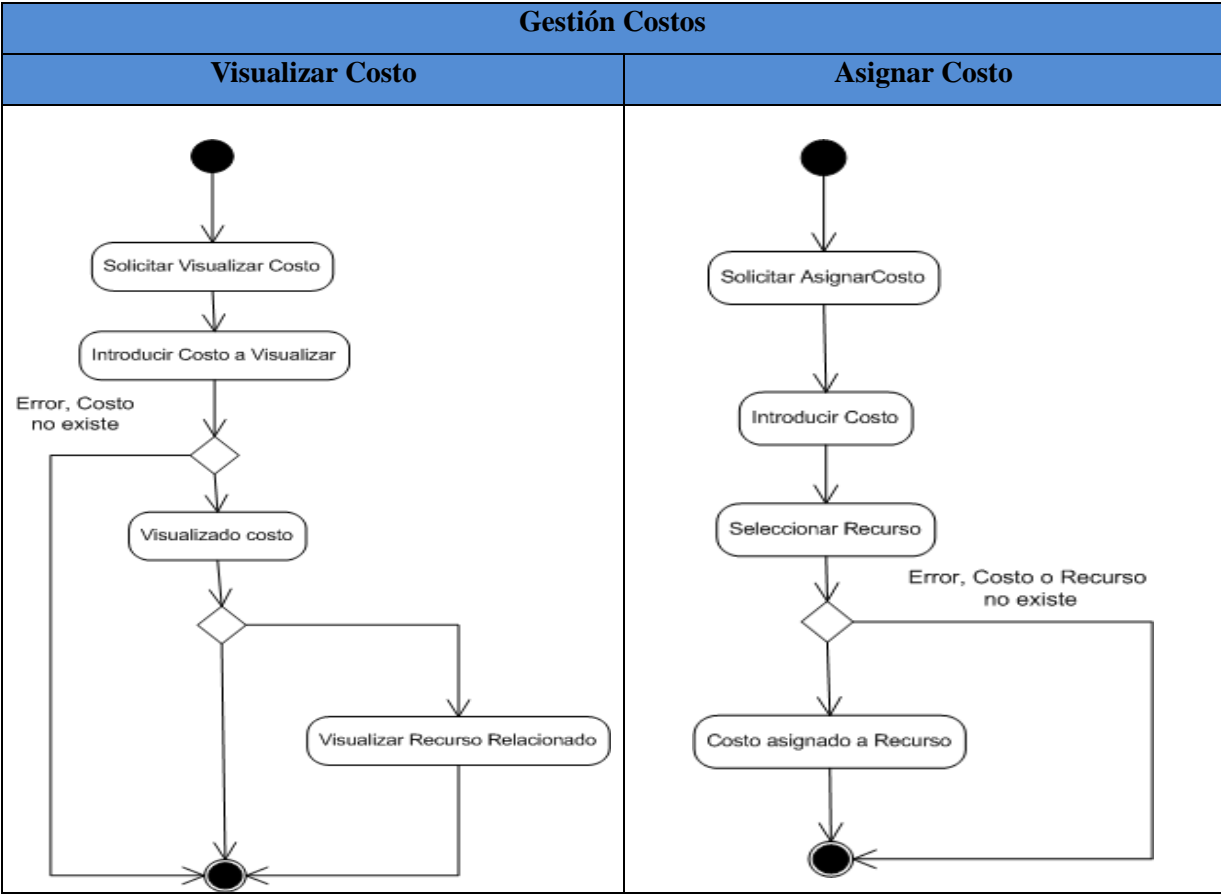 Gestión Costos
Visualizar Costo
Asignar Costo
Solicitar Visualizar Costo
Introducir Costo a Visualizar
Error, Costo
no existe
Visualizado costo
Visualizar Recurso Relacionado
Solicitar AsignarCosto
Introducir Costo
Seleccionar Recurso
Error, Costo o Recurso
no existe
Costo asignado a Recurso